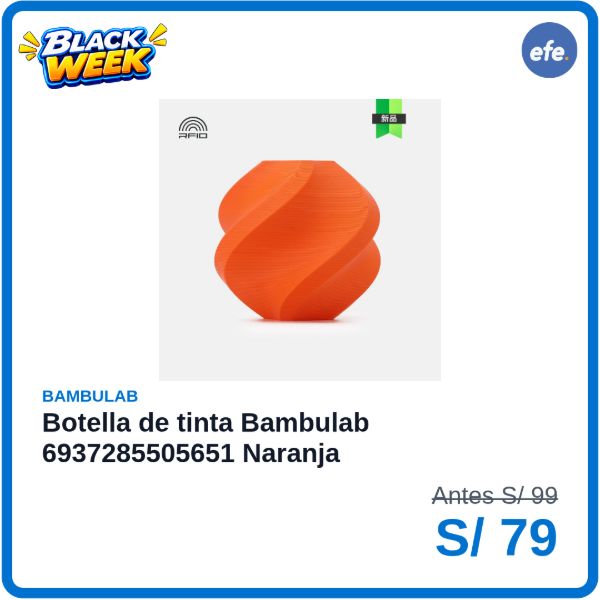 BLACK
WEEK
efe.
RFID
新品
BAMBULAB
Botella de tinta Bambulab
6937285505651 Naranja
Antes S/ 99
S/ 79